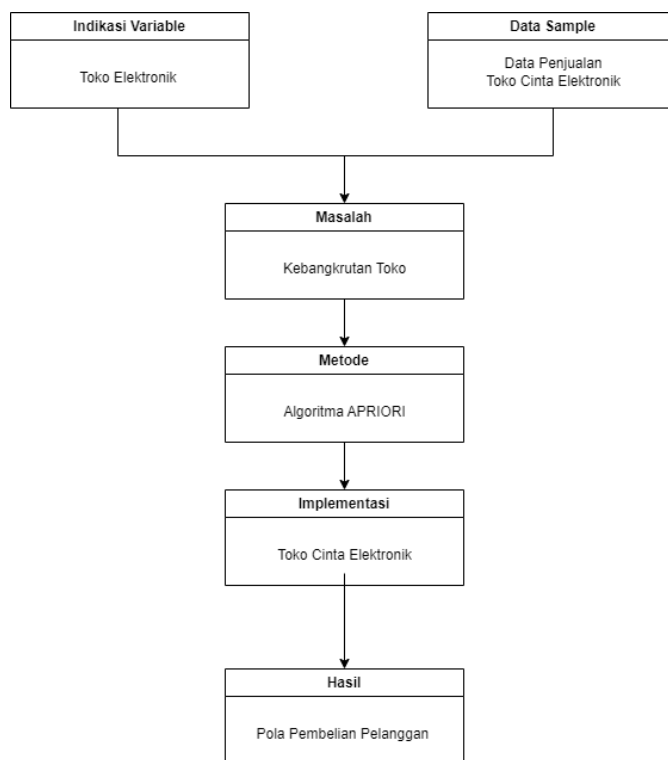 Indikasi Variable
Toko Elektronik
Data Sample
Data Penjualan
Toko Cinta Elektronik
Masalah
Kebangkrutan Toko
Metode
Algoritma APRIORI
Implementasi
Toko Cinta Elektronik
Hasil
Pola Pembelian Pelanggan